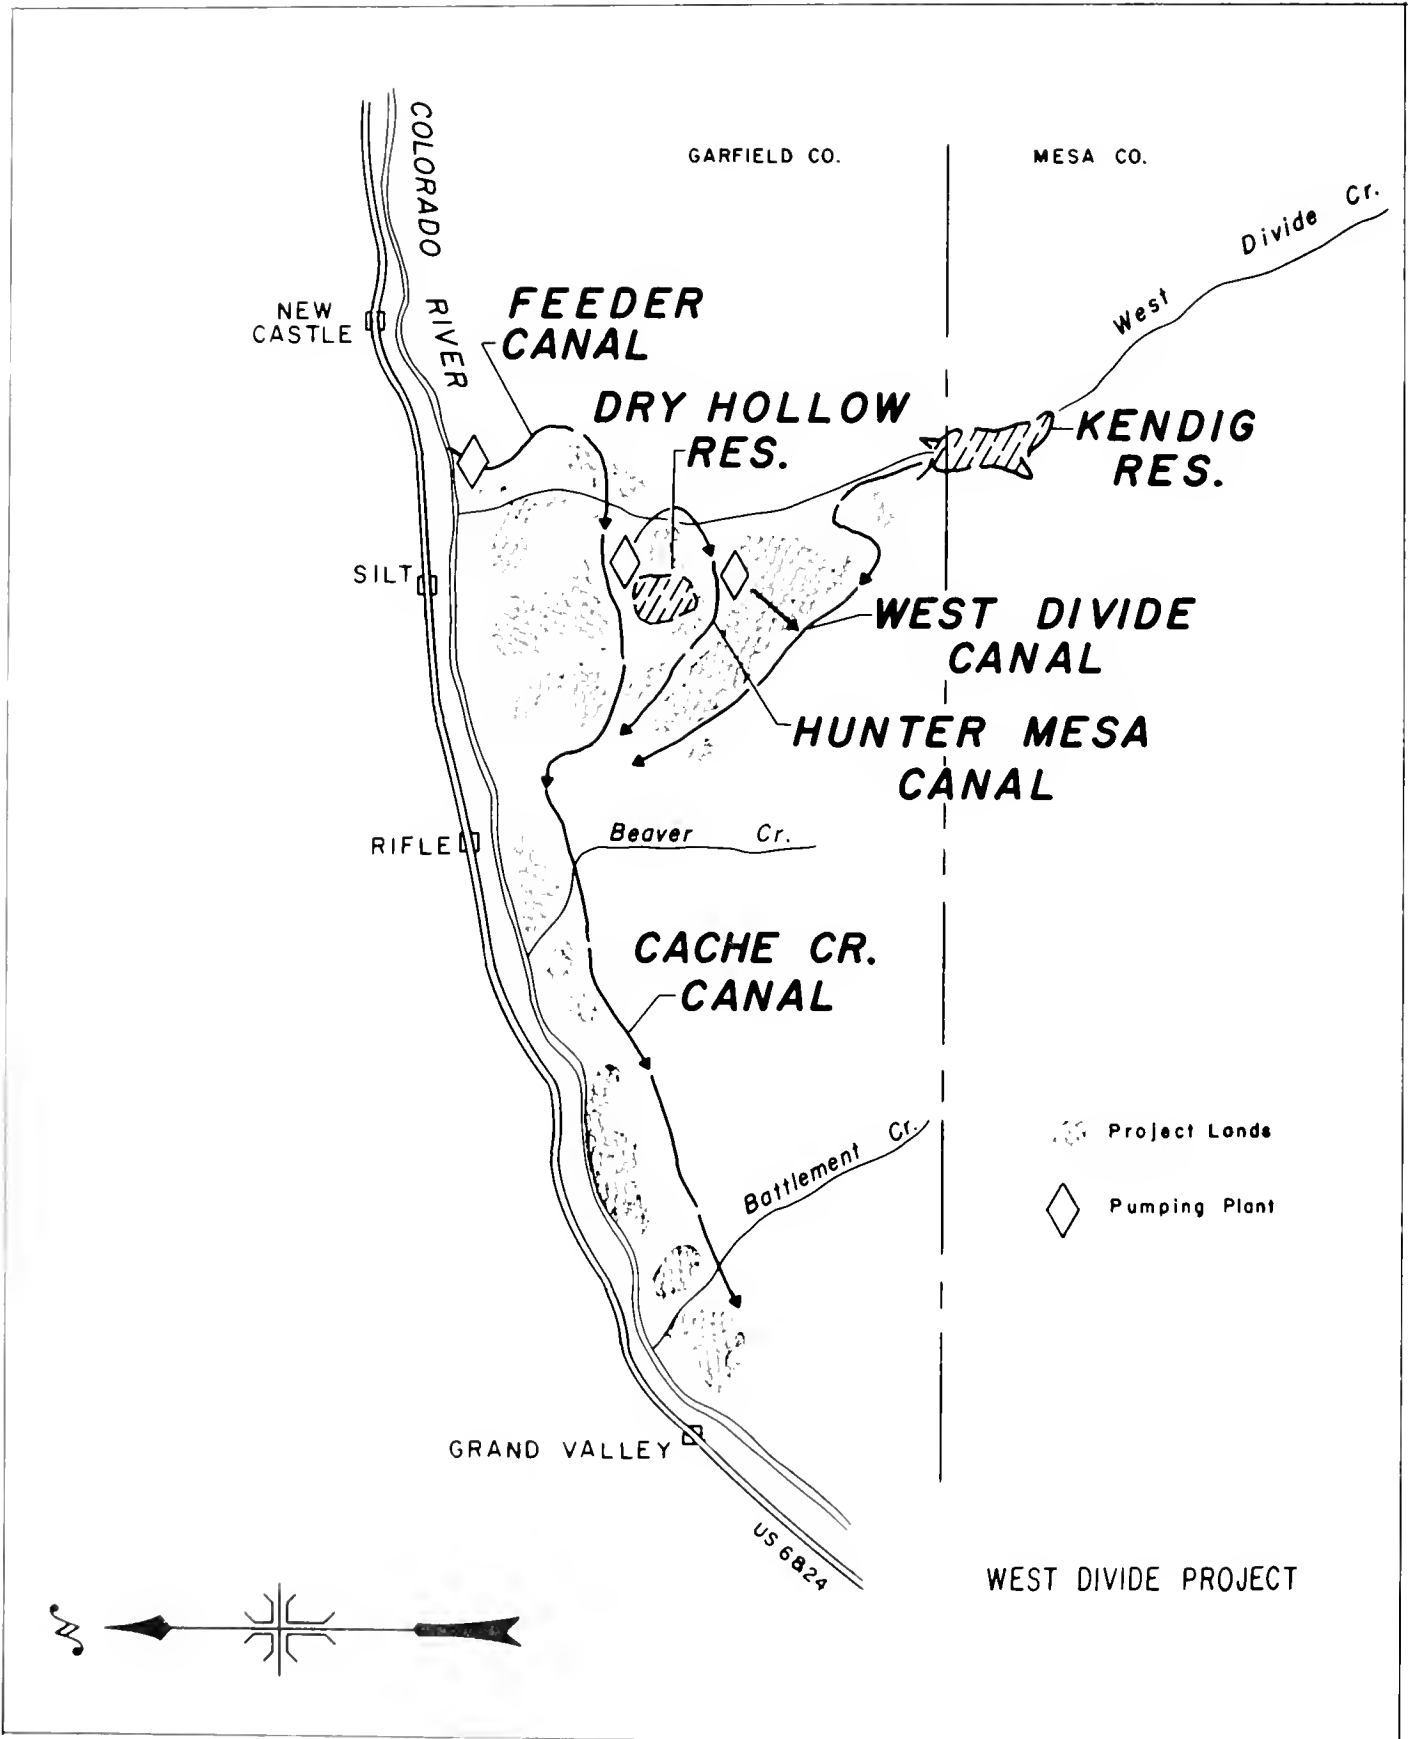 GARFIELD CO.
MESA CO.
COLORADO RIVER
West Divide Cr.
NEW
CASTLE
FEEDER
CANAL
DRY HOLLOW
RES.
KENDIG
RES.
SILT
WEST DIVIDE
CANAL
HUNTER MESA
CANAL
RIFLE
Beaver Cr.
CACHE CR.
CANAL
Battlement Cr.
Project Lands
Pumping Plant
GRAND VALLEY
US 6&24
WEST DIVIDE PROJECT
N